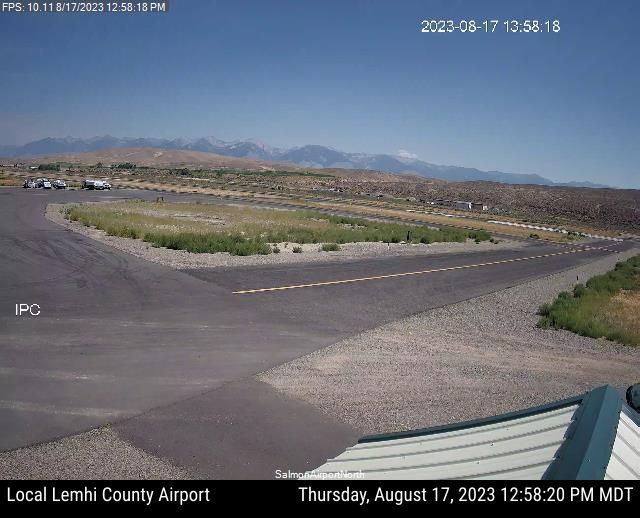 FPS: 10.11 8/17/2023 12:58:18 PM
2023-08-17 13:58:18
IPC
SalmonAirportNorth
Local Lemhi County Airport Thursday, August 17, 2023 12:58:20 PM MDT